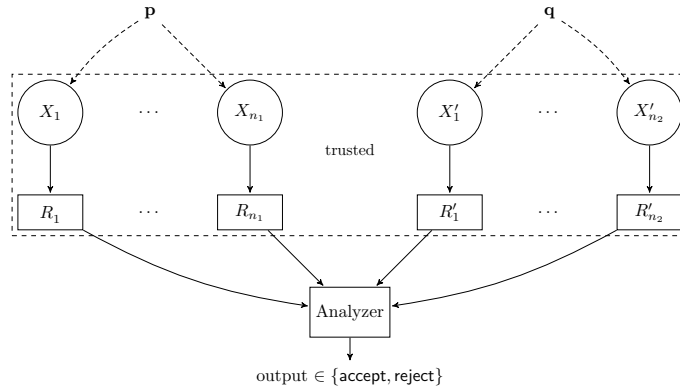 p q
X₁ ... Xₙ₁ X′₁ ... X′ₙ₂
trusted
R₁ ... Rₙ₁ R′₁ ... R′ₙ₂
Analyzer
output ∈ {accept, reject}